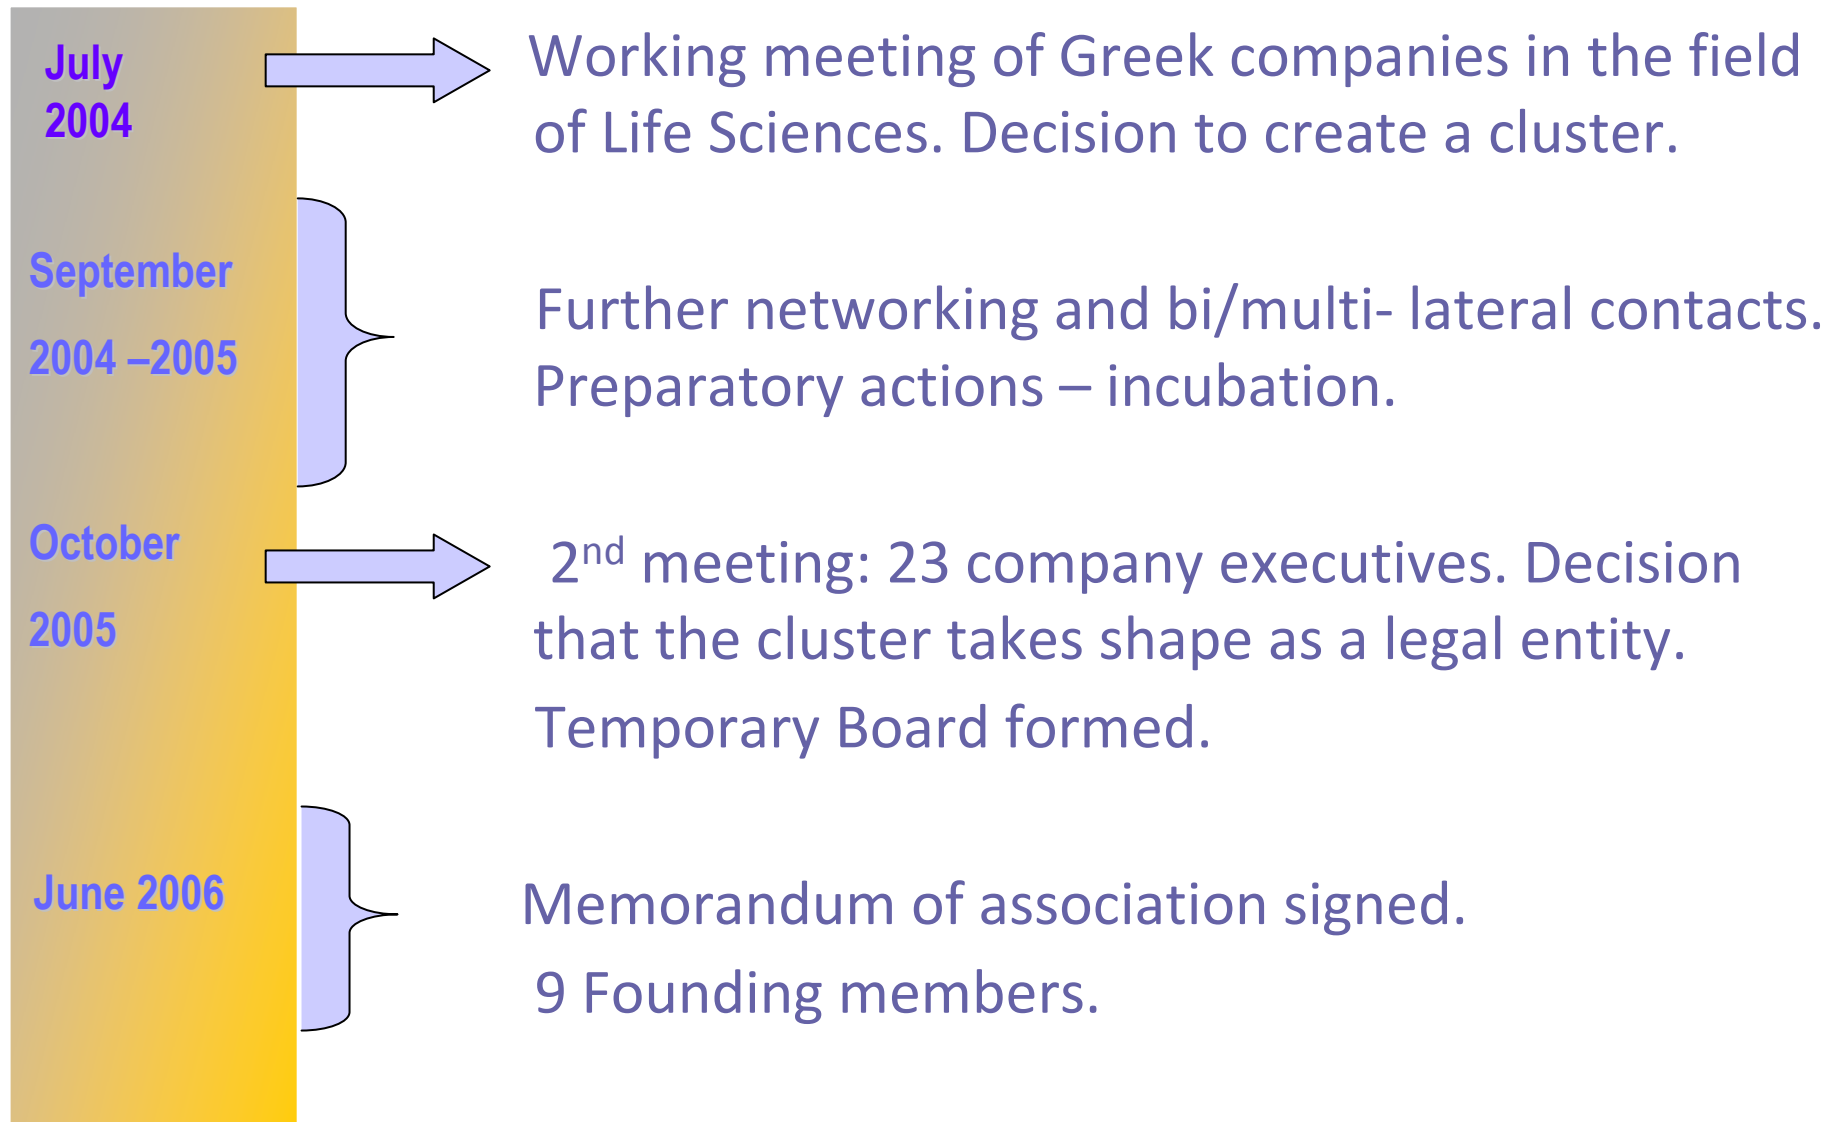 July
2004
Working meeting of Greek companies in the field
of Life Sciences. Decision to create a cluster.
September
2004 –2005
Further networking and bi/multi- lateral contacts.
Preparatory actions – incubation.
October
2005
2nd meeting: 23 company executives. Decision
that the cluster takes shape as a legal entity.
Temporary Board formed.
June 2006
Memorandum of association signed.
9 Founding members.